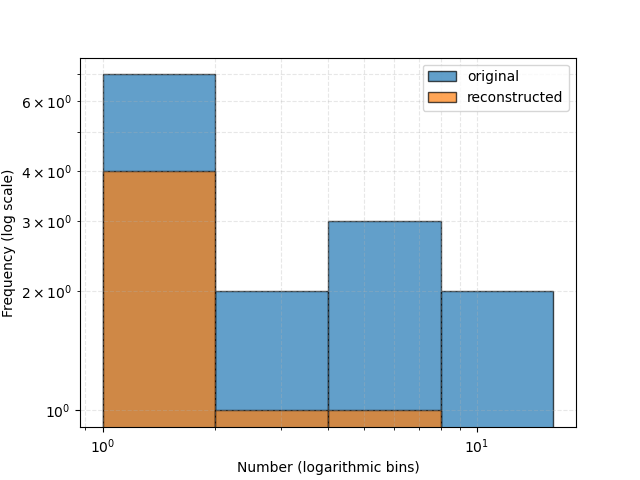 original
reconstructed
6 × 10⁰
4 × 10⁰
3 × 10⁰
2 × 10⁰
10⁰
Frequency (log scale)
10⁰
10¹
Number (logarithmic bins)